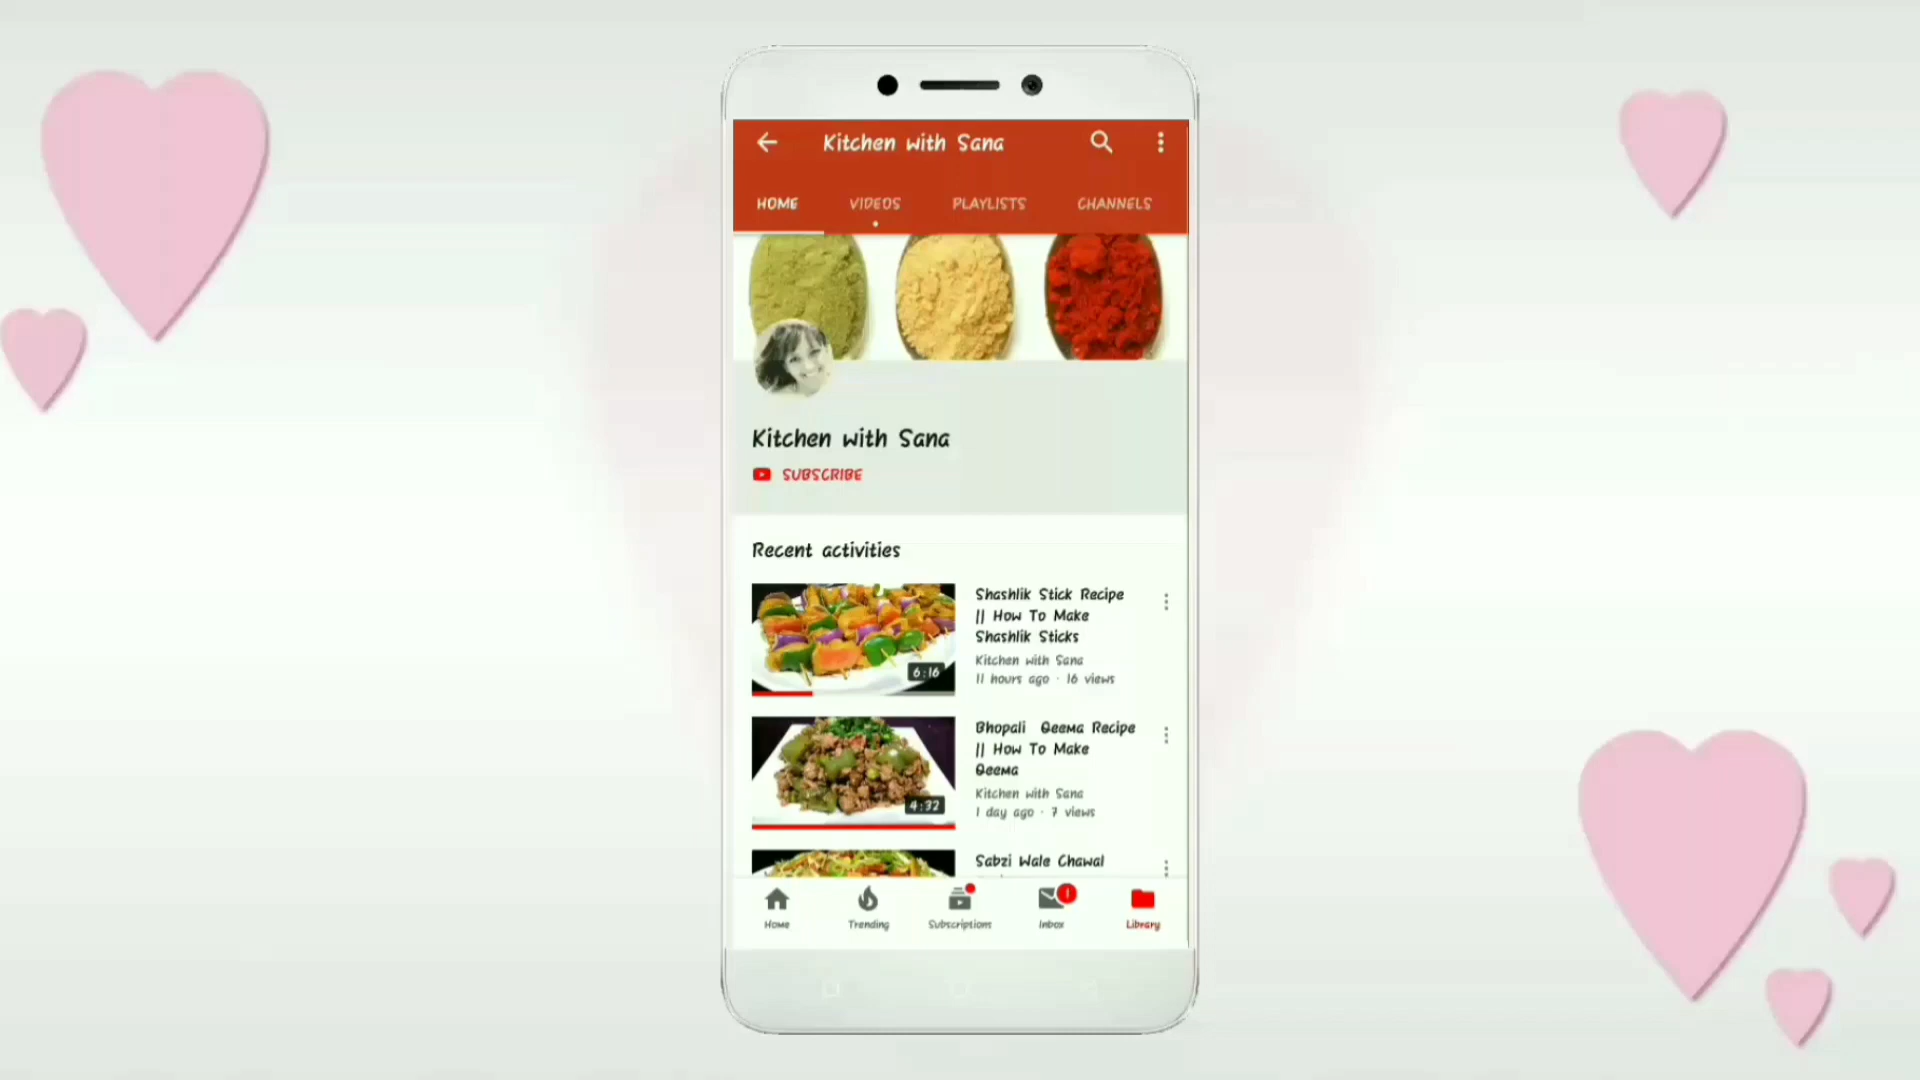 Kitchen with Sana
HOME VIDEOS PLAYLISTS CHANNELS
Kitchen with Sana
SUBSCRIBE
Recent activities
Shashlik Stick Recipe
|| How To Make
Shashlik Sticks
Kitchen with Sana
11 hours ago · 16 views
6:16
Bhopali Qeema Recipe
|| How To Make
Qeema
Kitchen with Sana
1 day ago · 7 views
4:32
Sabzi Wale Chawal
1
Home Trending Subscriptions Inbox Library